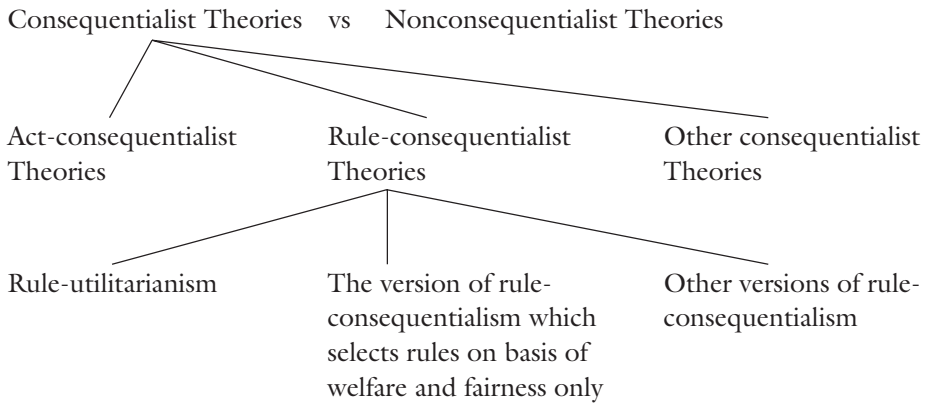 Consequentialist Theories vs Nonconsequentialist Theories
Act-consequentialist
Theories
Rule-consequentialist
Theories
Other consequentialist
Theories
Rule-utilitarianism
The version of rule-
consequentialism which
selects rules on basis of
welfare and fairness only
Other versions of rule-
consequentialism